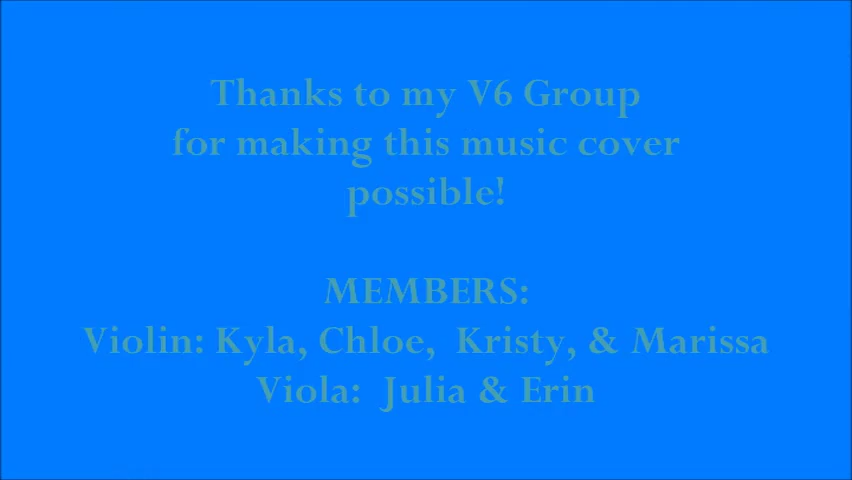 Thanks to my V6 Group
for making this music cover
possible!
MEMBERS:
Violin: Kyla, Chloe,  Kristy, & Marissa
Viola:  Julia & Erin